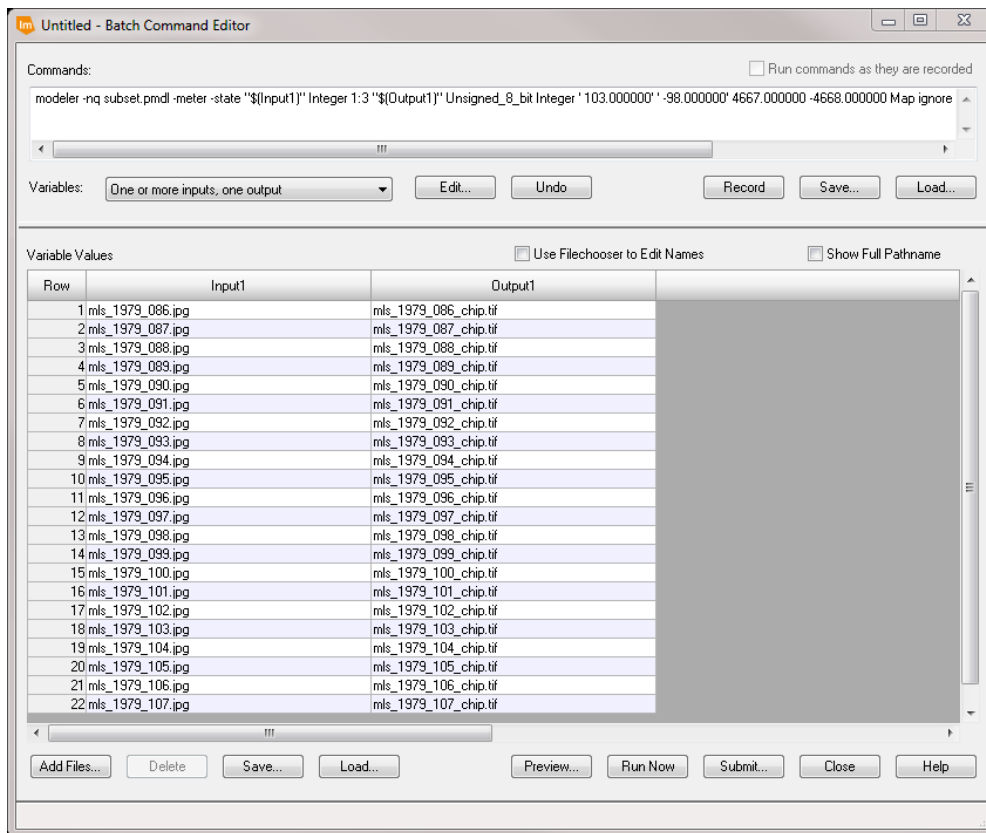 Im Untitled - Batch Command Editor
Commands:
Run commands as they are recorded
modeler -nq subset.pmdl -meter -state "$(Input1)" Integer 1:3 "$(Output1)" Unsigned_8_bit Integer ' 103.000000' ' -98.000000' 4667.000000 -4668.000000 Map ignore
Variables: One or more inputs, one output Edit... Undo Record Save... Load...
Variable Values Use Filechooser to Edit Names Show Full Pathname
Row Input1 Output1
1 mls_1979_086.jpg mls_1979_086_chip.tif
2 mls_1979_087.jpg mls_1979_087_chip.tif
3 mls_1979_088.jpg mls_1979_088_chip.tif
4 mls_1979_089.jpg mls_1979_089_chip.tif
5 mls_1979_090.jpg mls_1979_090_chip.tif
6 mls_1979_091.jpg mls_1979_091_chip.tif
7 mls_1979_092.jpg mls_1979_092_chip.tif
8 mls_1979_093.jpg mls_1979_093_chip.tif
9 mls_1979_094.jpg mls_1979_094_chip.tif
10 mls_1979_095.jpg mls_1979_095_chip.tif
11 mls_1979_096.jpg mls_1979_096_chip.tif
12 mls_1979_097.jpg mls_1979_097_chip.tif
13 mls_1979_098.jpg mls_1979_098_chip.tif
14 mls_1979_099.jpg mls_1979_099_chip.tif
15 mls_1979_100.jpg mls_1979_100_chip.tif
16 mls_1979_101.jpg mls_1979_101_chip.tif
17 mls_1979_102.jpg mls_1979_102_chip.tif
18 mls_1979_103.jpg mls_1979_103_chip.tif
19 mls_1979_104.jpg mls_1979_104_chip.tif
20 mls_1979_105.jpg mls_1979_105_chip.tif
21 mls_1979_106.jpg mls_1979_106_chip.tif
22 mls_1979_107.jpg mls_1979_107_chip.tif
Add Files... Delete Save... Load... Preview... Run Now Submit... Close Help